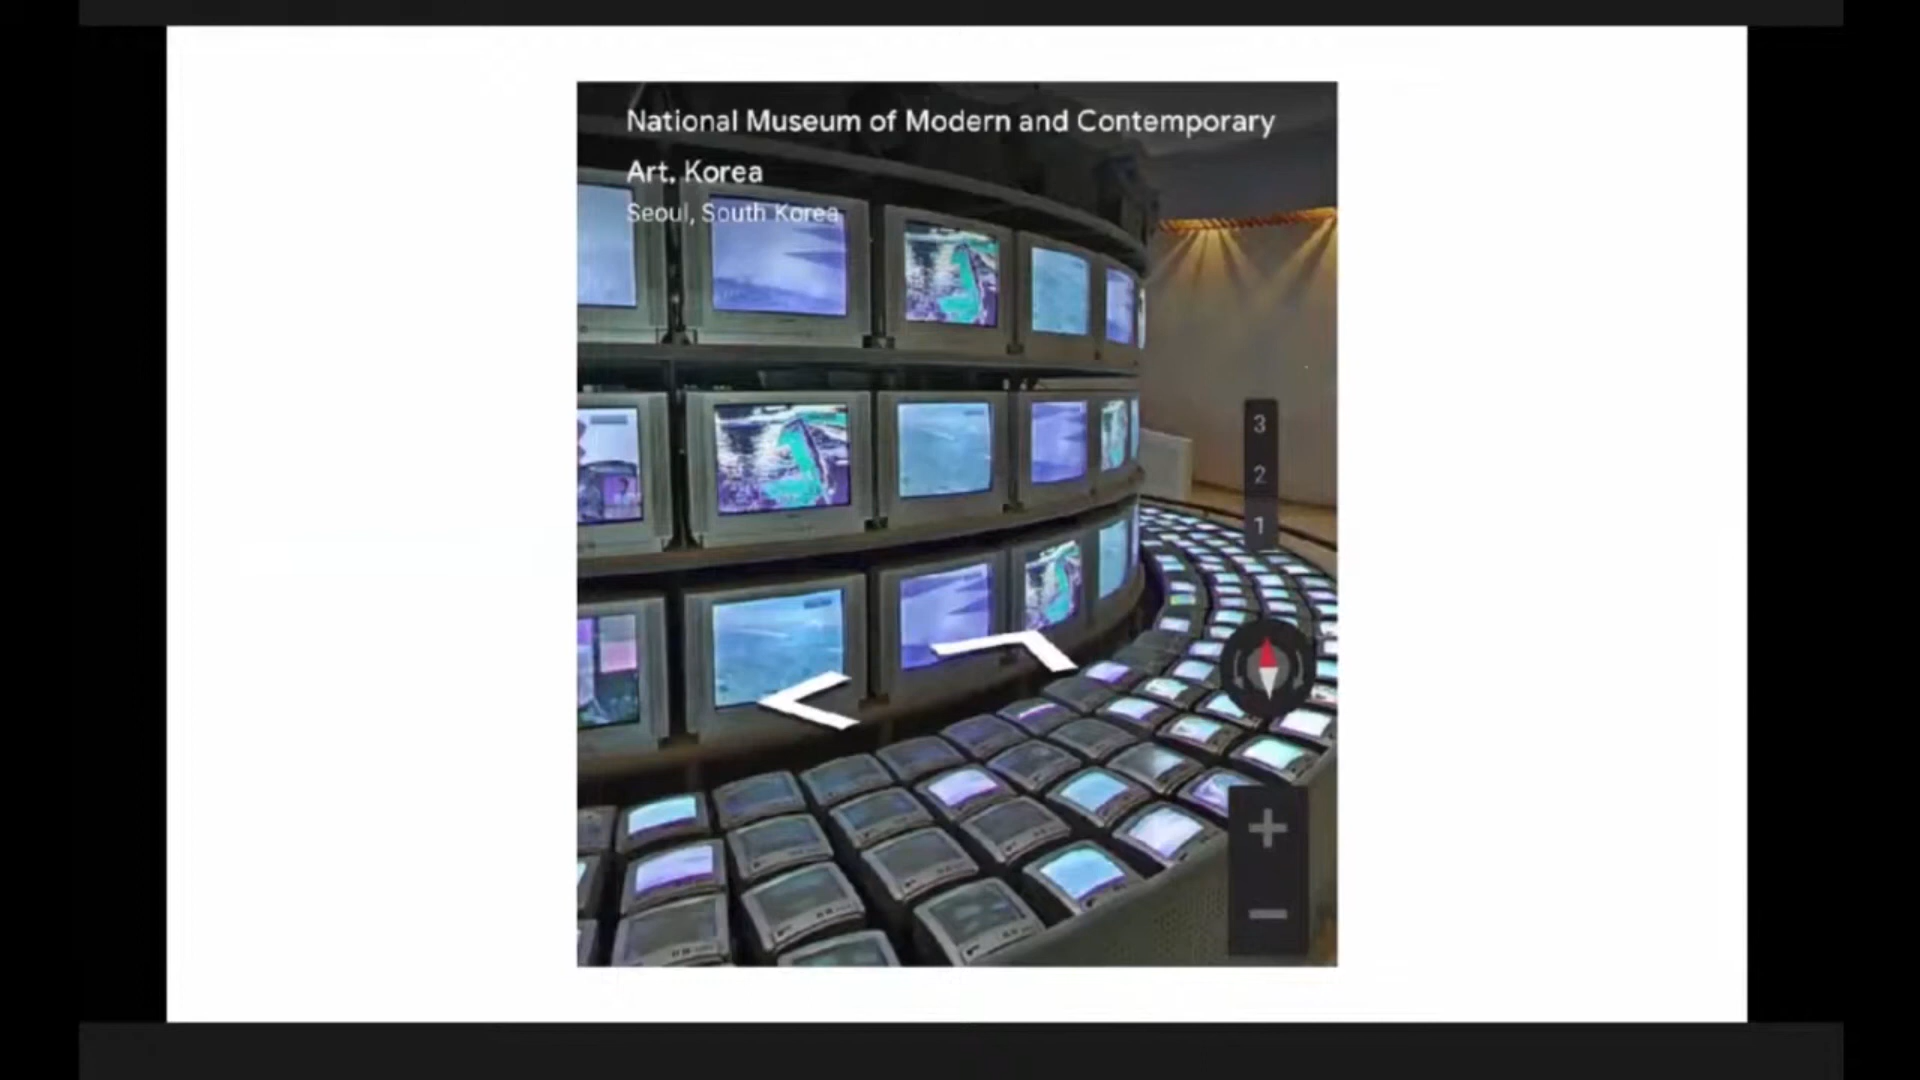 National Museum of Modern and Contemporary
Art, Korea
Seoul, South Korea
3
2
1
+
−